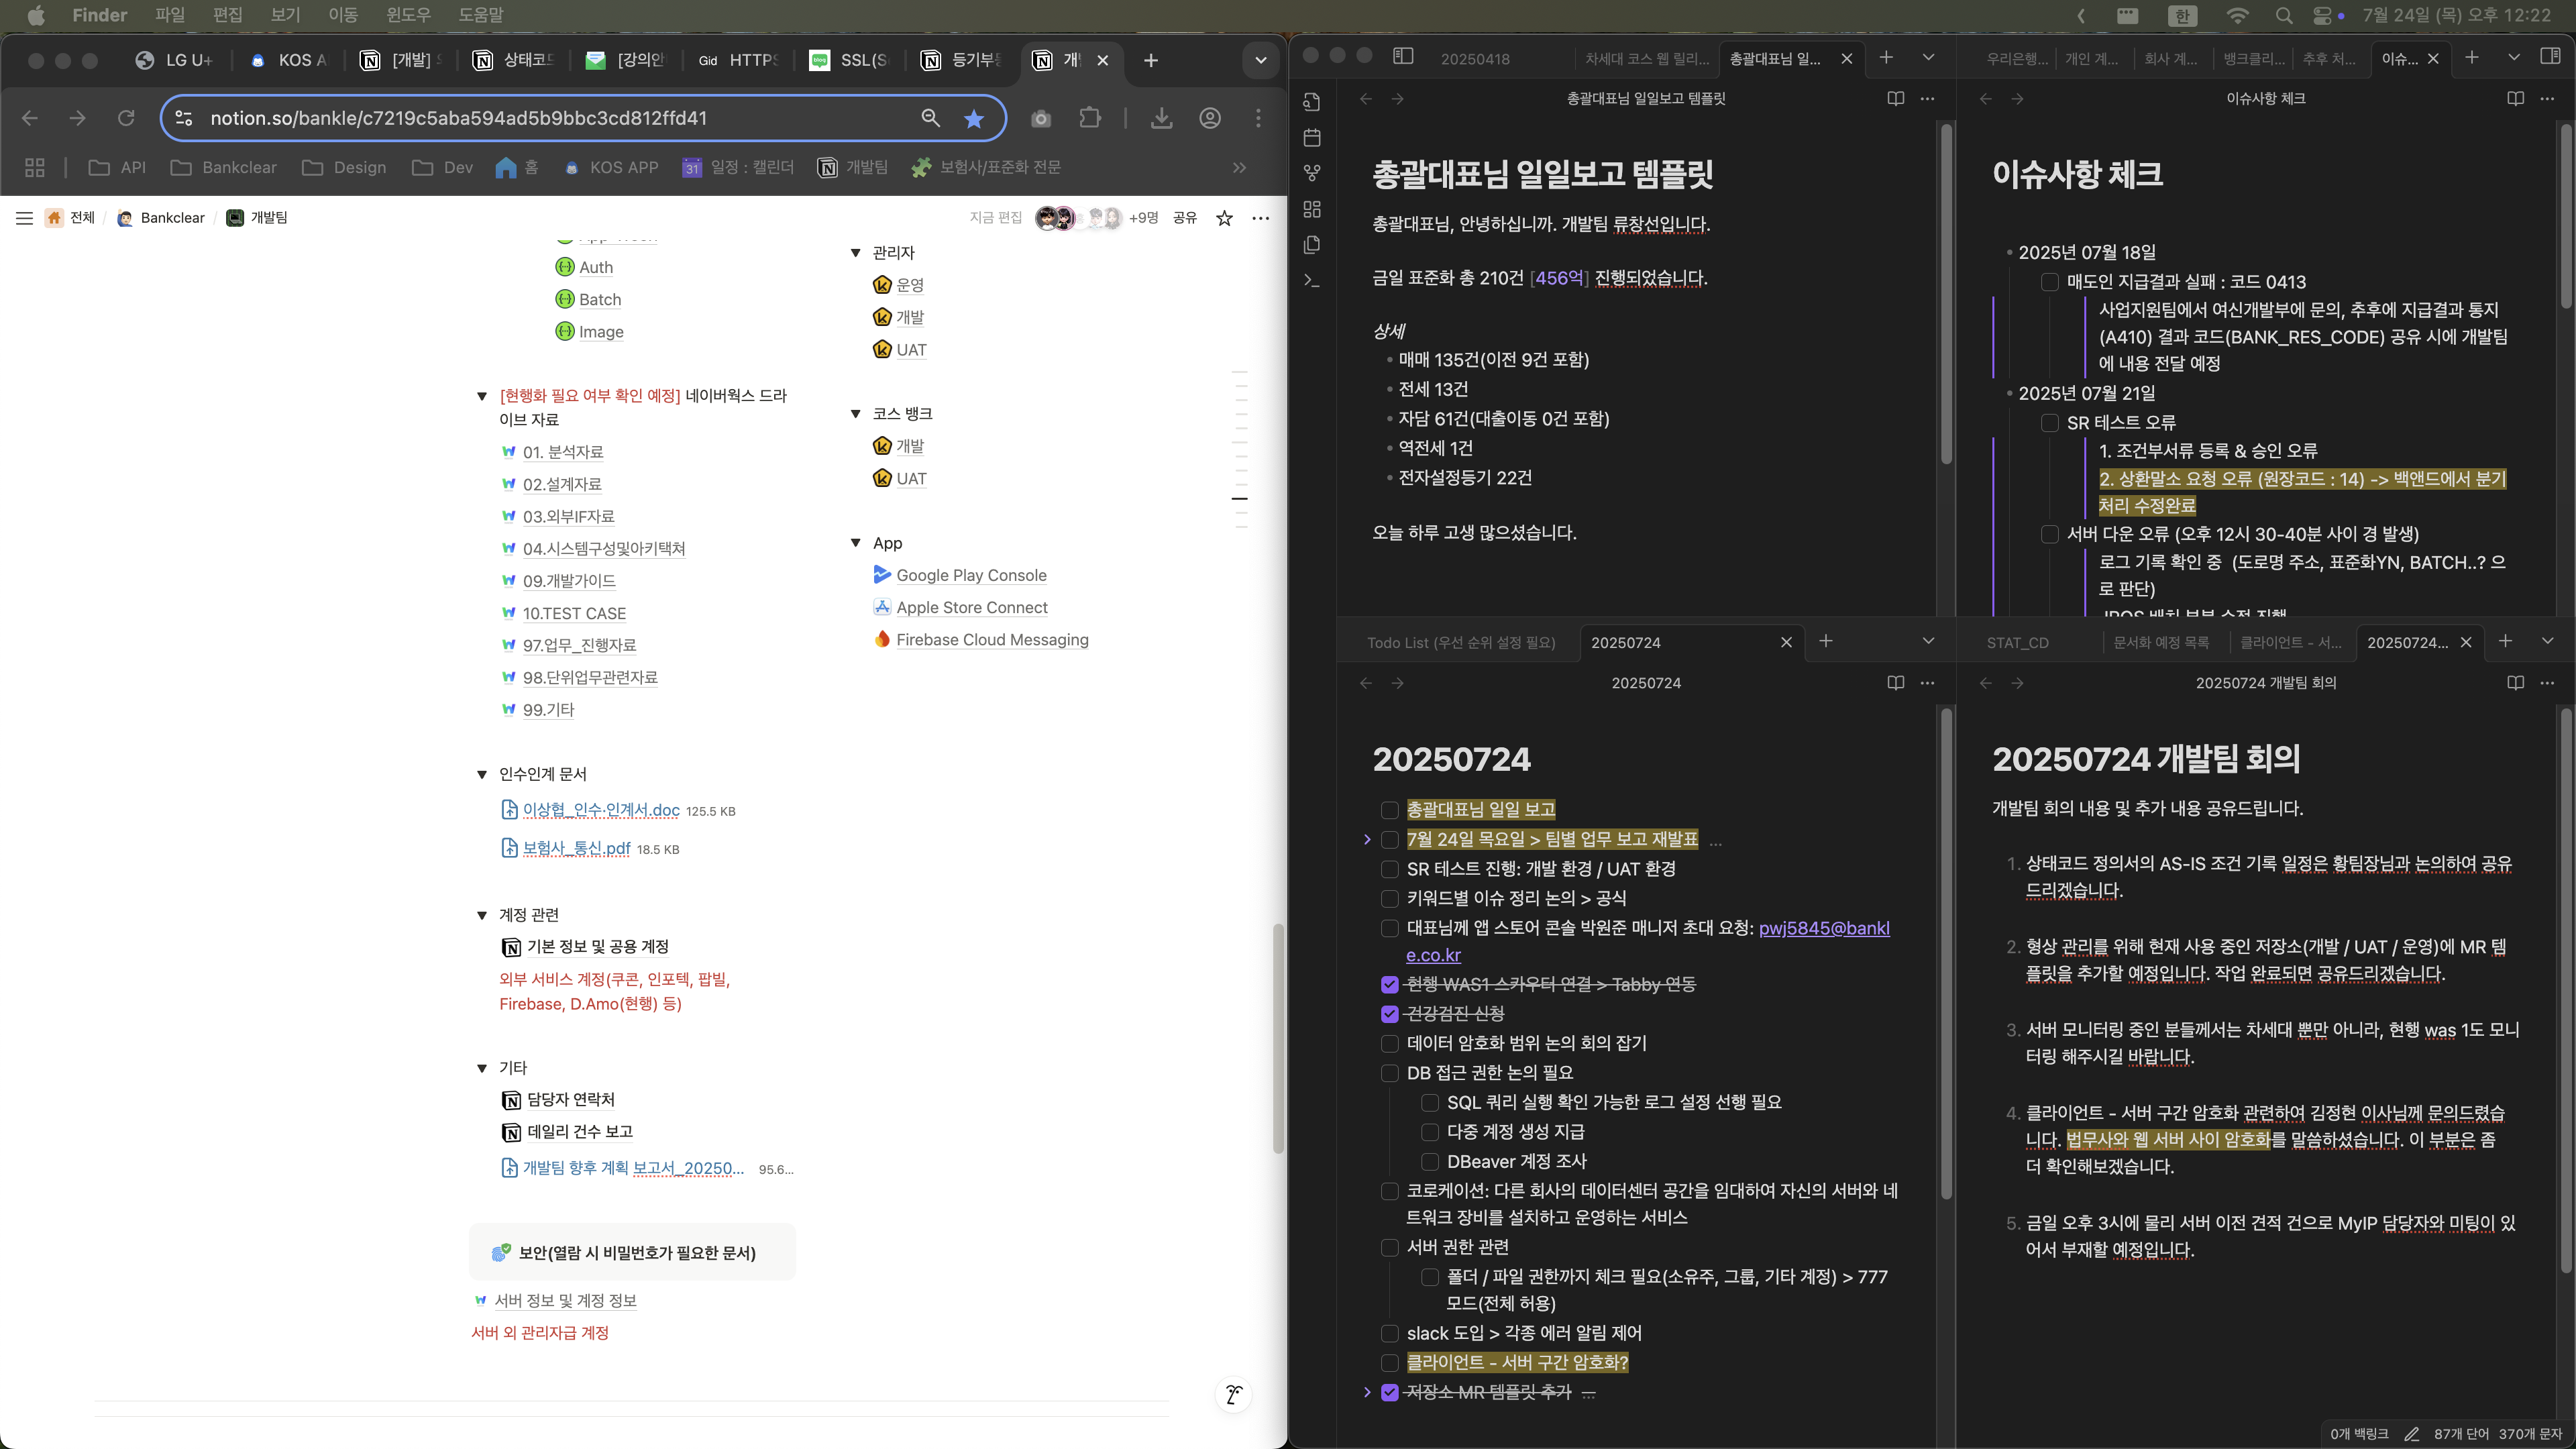 Finder 파일 편집 보기 이동 윈도우 도움말
한 7월 24일 (목) 오후 12:22
LG U+ KOS A [개발] 상태코드 [강의안 Gid HTTPS SSL(S 등기부 개발
notion.so/bankle/c7219c5aba594ad5b9bbc3cd812ffd41
API Bankclear Design Dev 홈 KOS APP 31 일정 : 캘린더 개발팀 보험사/표준화 전문
전체 / Bankclear / 개발팀
지금 편집 +9명 공유
Auth
Batch
Image
[현행화 필요 여부 확인 예정] 네이버웍스 드라
이브 자료
01. 분석자료
02.설계자료
03.외부IF자료
04.시스템구성및아키택쳐
09.개발가이드
10.TEST CASE
97.업무_진행자료
98.단위업무관련자료
99.기타
인수인계 문서
이상협_인수·인계서.doc 125.5 KB
보험사_통신.pdf 18.5 KB
계정 관련
기본 정보 및 공용 계정
외부 서비스 계정(쿠콘, 인포텍, 팝빌,
Firebase, D.Amo(현행) 등)
기타
담당자 연락처
데일리 건수 보고
개발팀 향후 계획 보고서_20250... 95.6...
보안(열람 시 비밀번호가 필요한 문서)
서버 정보 및 계정 정보
서버 외 관리자급 계정
관리자
운영
개발
UAT
코스 뱅크
개발
UAT
App
Google Play Console
Apple Store Connect
Firebase Cloud Messaging
20250418 차세대 코스 웹 릴리... 총괄대표님 일...
총괄대표님 일일보고 템플릿
총괄대표님 일일보고 템플릿
총괄대표님, 안녕하십니까. 개발팀 류창선입니다.
금일 표준화 총 210건 [456억] 진행되었습니다.
상세
• 매매 135건(이전 9건 포함)
• 전세 13건
• 자담 61건(대출이동 0건 포함)
• 역전세 1건
• 전자설정등기 22건
오늘 하루 고생 많으셨습니다.
우리은행... 개인 계... 회사 계... 뱅크클리... 추후 처... 이슈...
이슈사항 체크
이슈사항 체크
• 2025년 07월 18일
매도인 지급결과 실패 : 코드 0413
사업지원팀에서 여신개발부에 문의, 추후에 지급결과 통지
(A410) 결과 코드(BANK_RES_CODE) 공유 시에 개발팀
에 내용 전달 예정
• 2025년 07월 21일
SR 테스트 오류
1. 조건부서류 등록 & 승인 오류
2. 상환말소 요청 오류 (원장코드 : 14) -> 백앤드에서 분기
처리 수정완료
서버 다운 오류 (오후 12시 30-40분 사이 경 발생)
로그 기록 확인 중 (도로명 주소, 표준화YN, BATCH..? 으
로 판단)
Todo List (우선 순위 설정 필요) 20250724
20250724
20250724
총괄대표님 일일 보고
7월 24일 목요일 > 팀별 업무 보고 재발표 ...
SR 테스트 진행: 개발 환경 / UAT 환경
키워드별 이슈 정리 논의 > 공식
대표님께 앱 스토어 콘솔 박원준 매니저 초대 요청: pwj5845@bankl
e.co.kr
현행 WAS1 스카우터 연결 > Tabby 연동
건강검진 신청
데이터 암호화 범위 논의 회의 잡기
DB 접근 권한 논의 필요
SQL 쿼리 실행 확인 가능한 로그 설정 선행 필요
다중 계정 생성 지급
DBeaver 계정 조사
코로케이션: 다른 회사의 데이터센터 공간을 임대하여 자신의 서버와 네
트워크 장비를 설치하고 운영하는 서비스
서버 권한 관련
폴더 / 파일 권한까지 체크 필요(소유주, 그룹, 기타 계정) > 777
모드(전체 허용)
slack 도입 > 각종 에러 알림 제어
클라이언트 - 서버 구간 암호화?
저장소 MR 템플릿 추가 ...
STAT_CD 문서화 예정 목록 클라이언트 - 서... 20250724...
20250724 개발팀 회의
20250724 개발팀 회의
개발팀 회의 내용 및 추가 내용 공유드립니다.
1. 상태코드 정의서의 AS-IS 조건 기록 일정은 황팀장님과 논의하여 공유
드리겠습니다.
2. 형상 관리를 위해 현재 사용 중인 저장소(개발 / UAT / 운영)에 MR 템
플릿을 추가할 예정입니다. 작업 완료되면 공유드리겠습니다.
3. 서버 모니터링 중인 분들께서는 차세대 뿐만 아니라, 현행 was 1도 모니
터링 해주시길 바랍니다.
4. 클라이언트 - 서버 구간 암호화 관련하여 김정현 이사님께 문의드렸습
니다. 법무사와 웹 서버 사이 암호화를 말씀하셨습니다. 이 부분은 좀
더 확인해보겠습니다.
5. 금일 오후 3시에 물리 서버 이전 견적 건으로 MyIP 담당자와 미팅이 있
어서 부재할 예정입니다.
0개 백링크 87개 단어 370개 문자